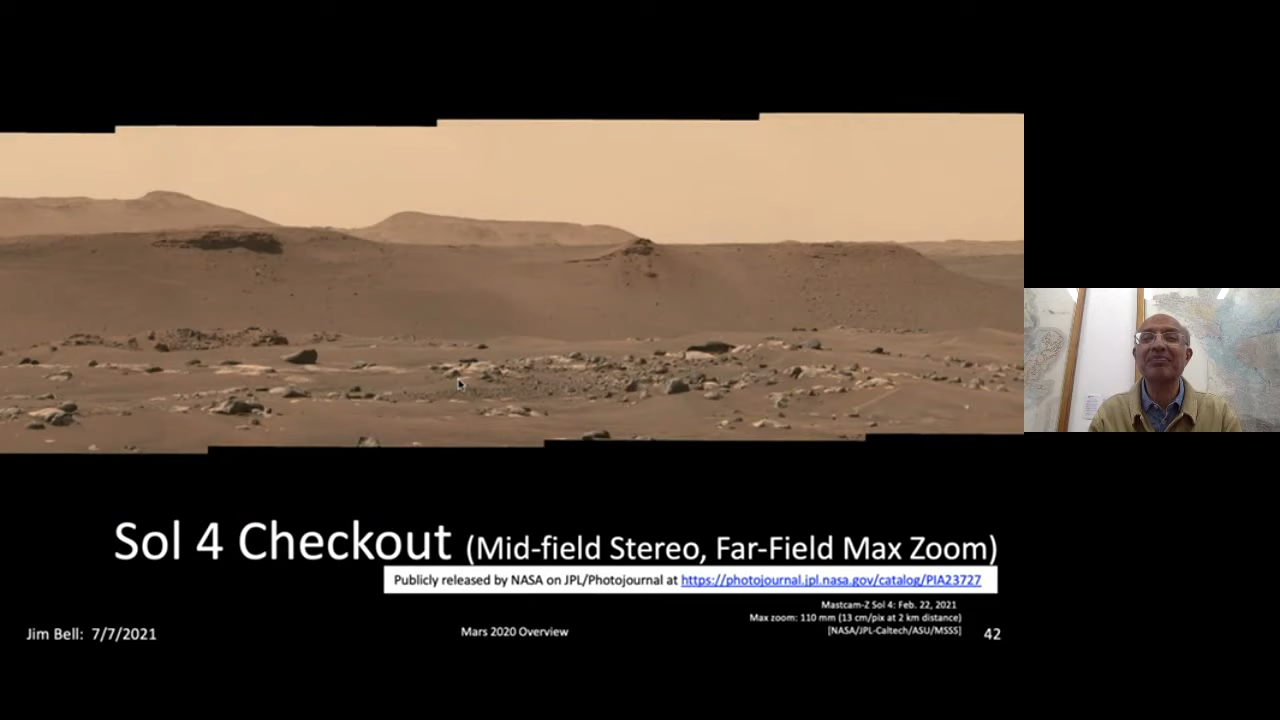 Sol 4 Checkout (Mid-field Stereo, Far-Field Max Zoom)
Publicly released by NASA on JPL/Photojournal at https://photojournal.jpl.nasa.gov/catalog/PIA23727
Mastcam-Z Sol 4: Feb. 22, 2021
Max zoom: 110 mm (13 cm/pix at 2 km distance)
[NASA/JPL-Caltech/ASU/MSSS]
Jim Bell: 7/7/2021
Mars 2020 Overview
42